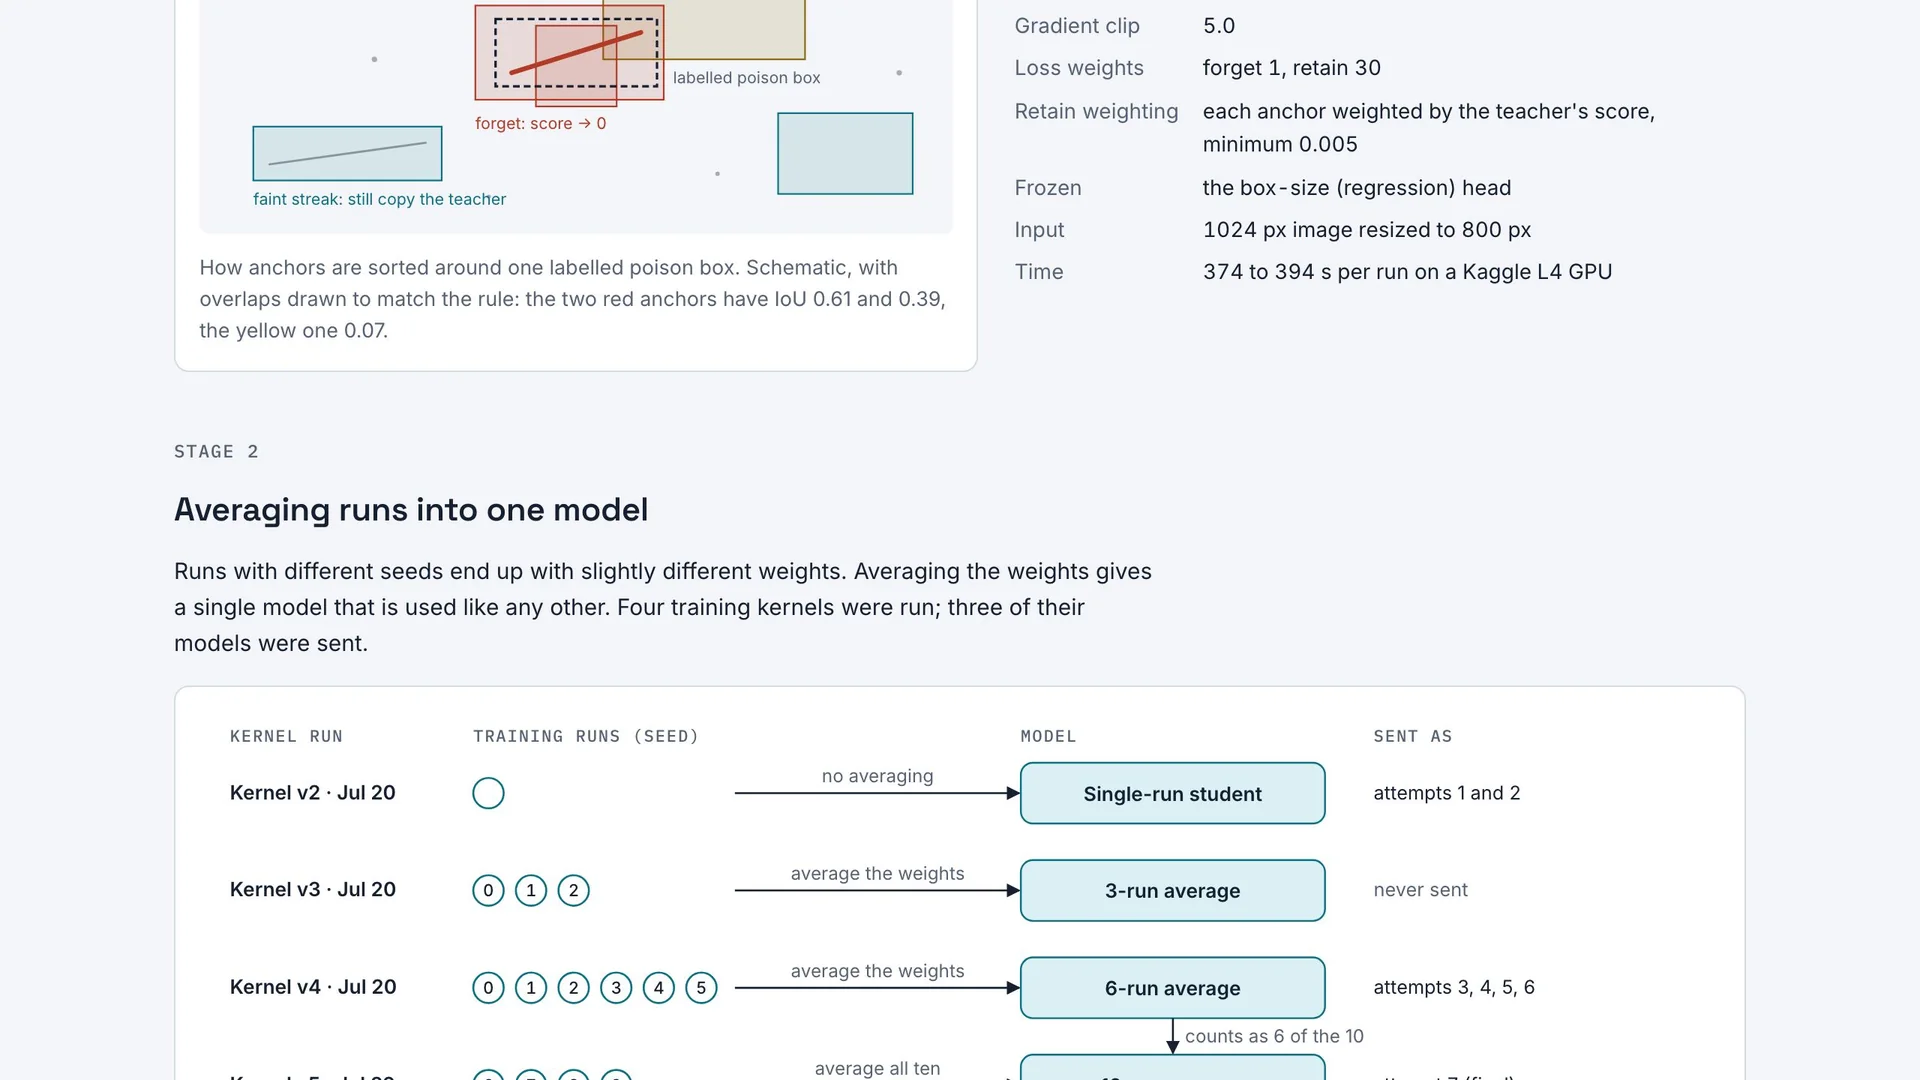 labelled poison box
forget: score → 0
faint streak: still copy the teacher
How anchors are sorted around one labelled poison box. Schematic, with
overlaps drawn to match the rule: the two red anchors have IoU 0.61 and 0.39,
the yellow one 0.07.
Gradient clip 5.0
Loss weights forget 1, retain 30
Retain weighting each anchor weighted by the teacher's score,
minimum 0.005
Frozen the box-size (regression) head
Input 1024 px image resized to 800 px
Time 374 to 394 s per run on a Kaggle L4 GPU
STAGE 2
Averaging runs into one model
Runs with different seeds end up with slightly different weights. Averaging the weights gives
a single model that is used like any other. Four training kernels were run; three of their
models were sent.
KERNEL RUN TRAINING RUNS (SEED) MODEL SENT AS
Kernel v2 · Jul 20 no averaging Single-run student attempts 1 and 2
Kernel v3 · Jul 20 0 1 2 average the weights 3-run average never sent
Kernel v4 · Jul 20 0 1 2 3 4 5 average the weights 6-run average attempts 3, 4, 5, 6
counts as 6 of the 10
average all ten